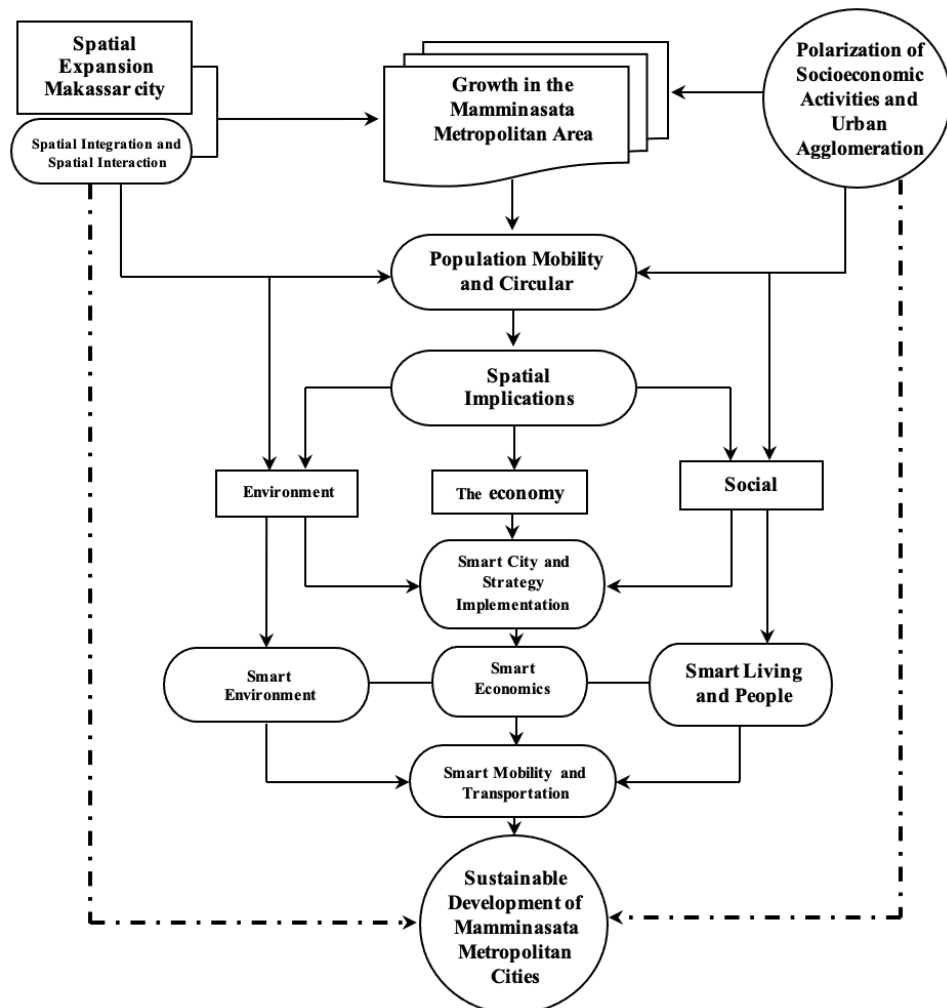 Spatial
Expansion
Makassar city
Spatial Integration and
Spatial Interaction
Growth in the
Mamminasata
Metropolitan Area
Polarization of
Socioeconomic
Activities and
Urban
Agglomeration
Population Mobility
and Circular
Spatial
Implications
Environment
The economy
Social
Smart City and
Strategy
Implementation
Smart
Environment
Smart
Economics
Smart Living
and People
Smart Mobility and
Transportation
Sustainable
Development of
Mamminasata
Metropolitan
Cities